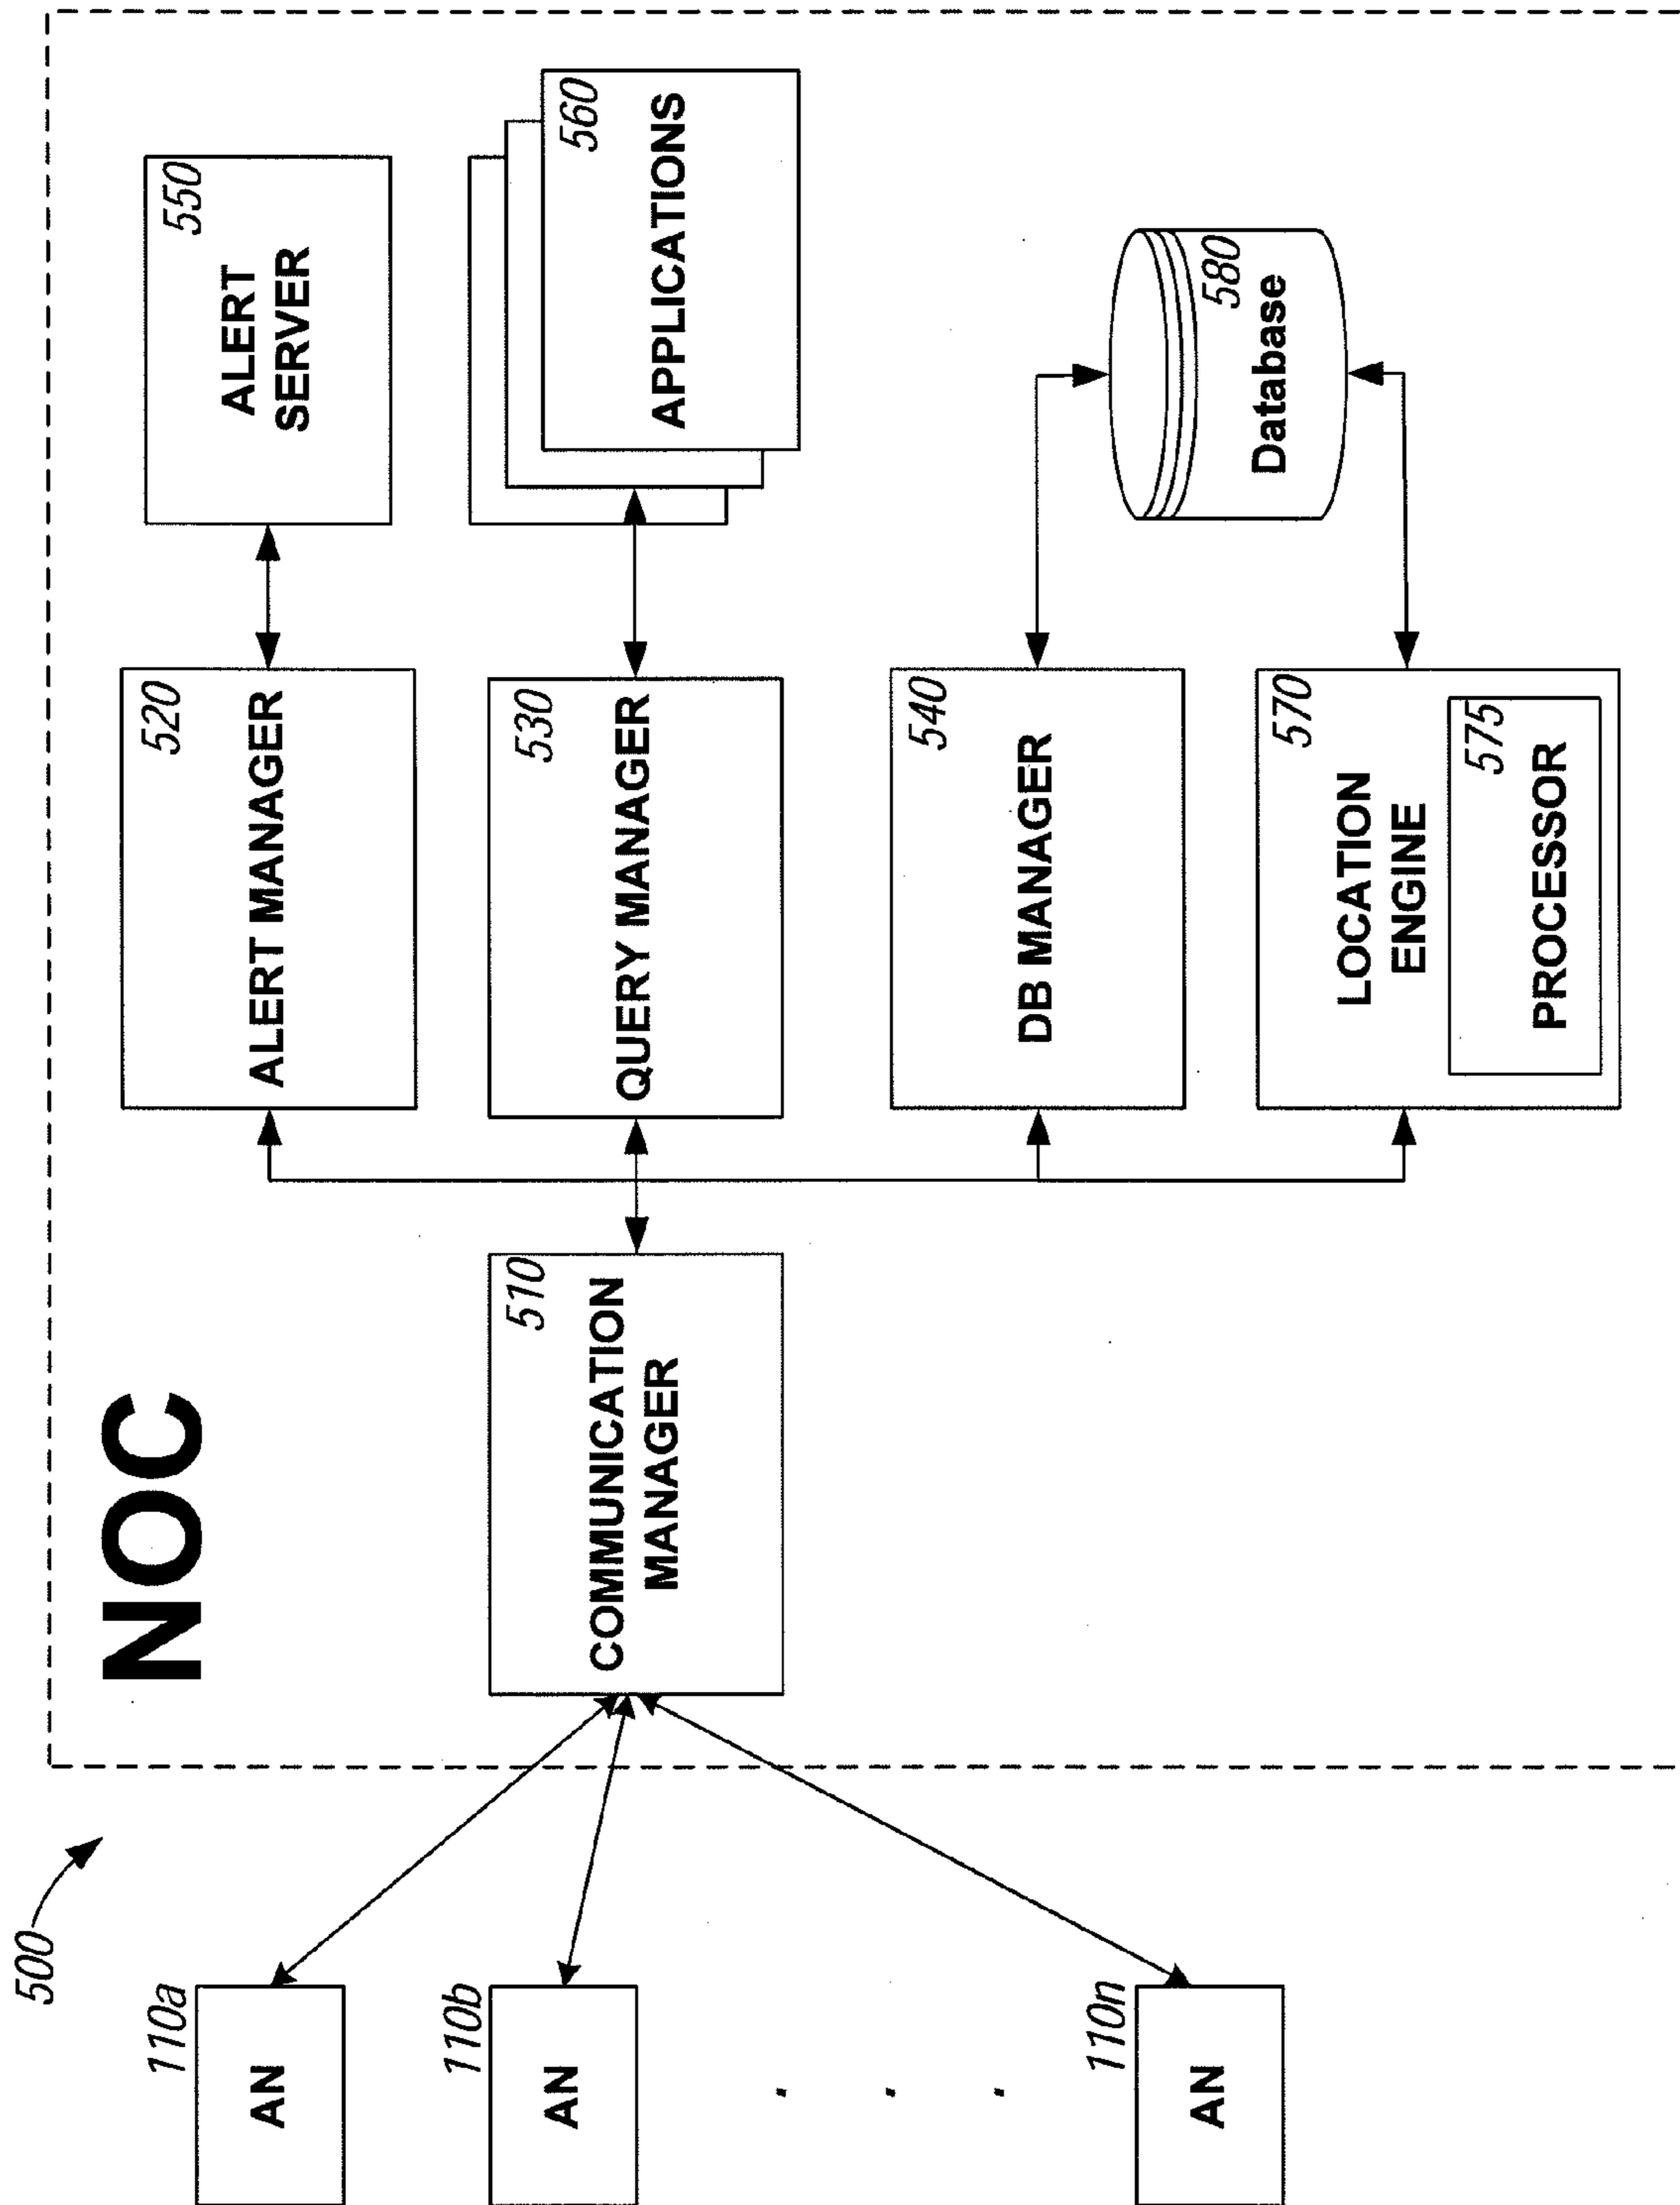 500
NOC
110a
AN
110b
AN
.
.
.
110n
AN
510
COMMUNICATION
MANAGER
520
ALERT MANAGER
530
QUERY MANAGER
540
DB MANAGER
570
LOCATION
ENGINE
575
PROCESSOR
550
ALERT
SERVER
560
APPLICATIONS
580
Database